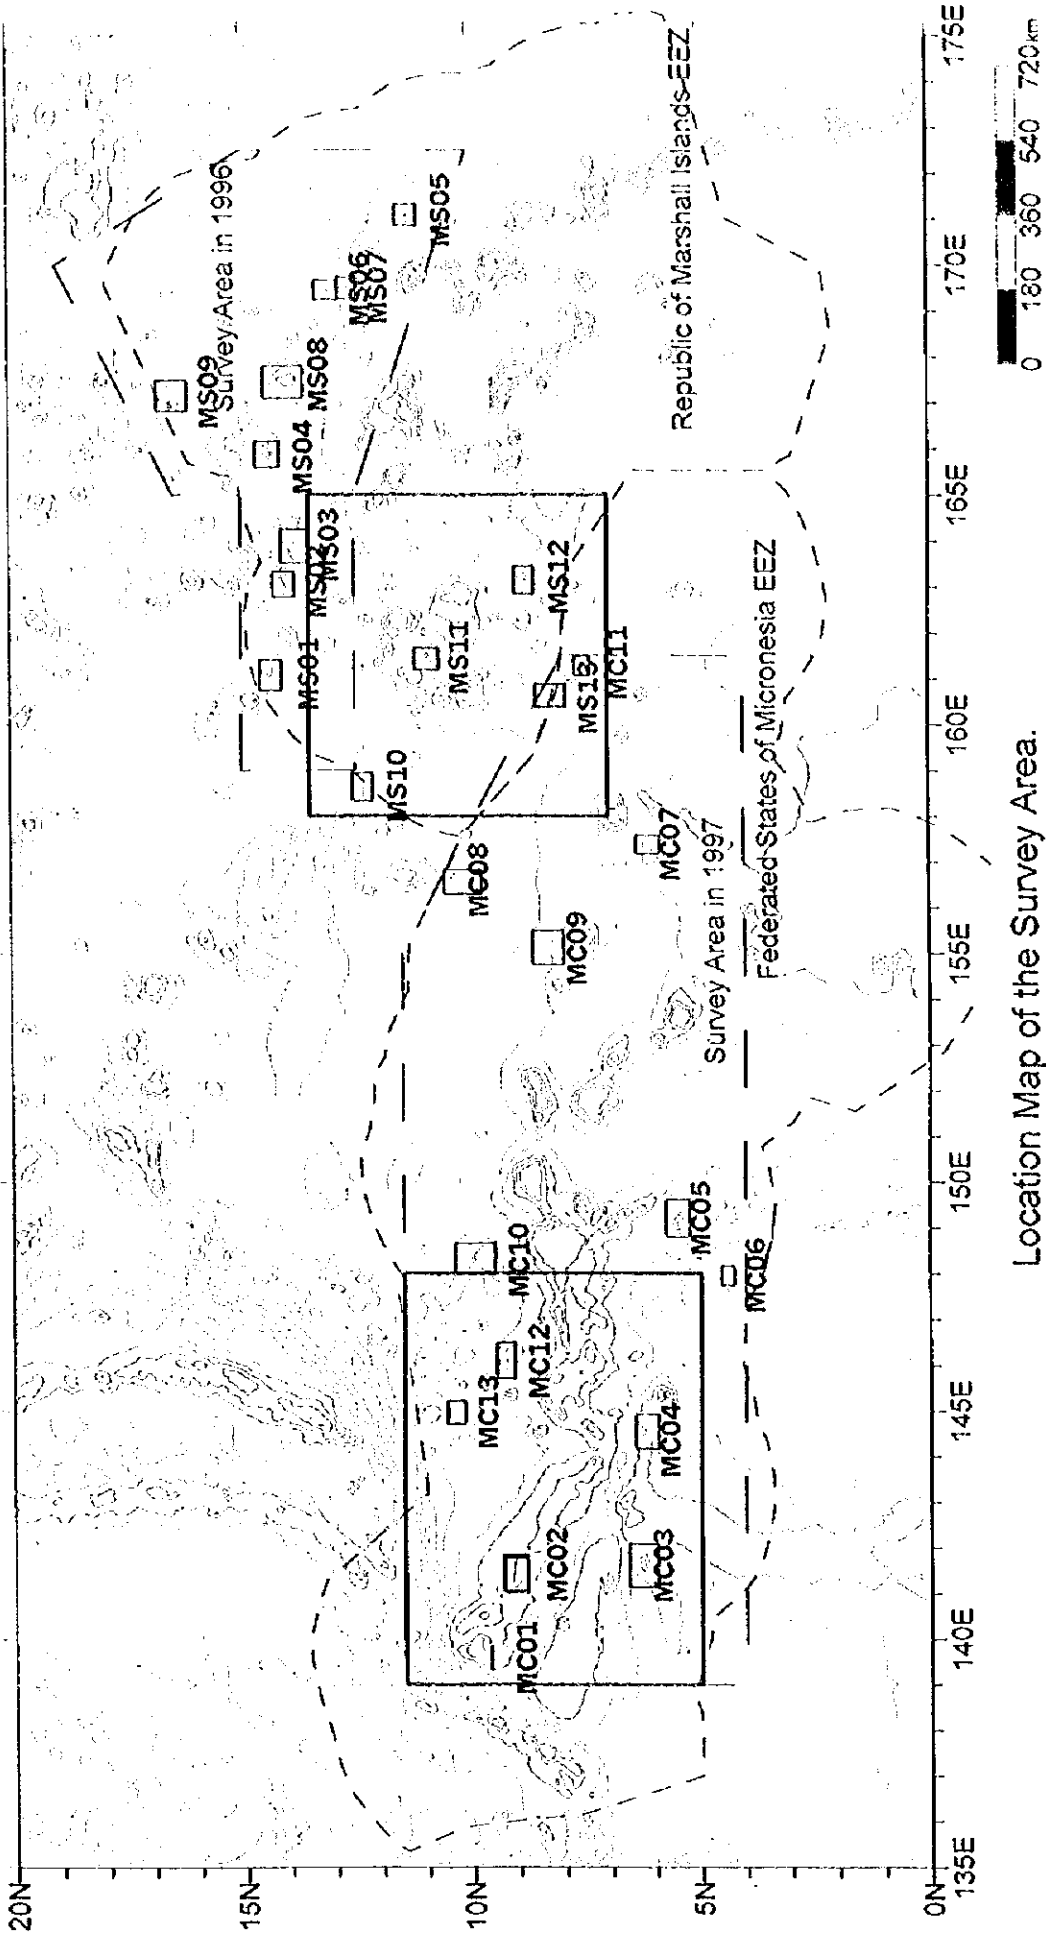 20N
15N
10N
5N
0N
135E
140E
145E
150E
155E
160E
165E
170E
175E
Survey Area in 1996
MS09
MS08
MS04
MS06
MS07
MS05
MS03
MS02
MS01
MS12
MS11
MS13
MC11
MS10
MC08
MC07
MC09
MC10
MC05
MC06
MC12
MC13
MC04
MC02
MC03
MC01
Republic of Marshall Islands EEZ
Survey Area in 1997
Federated States of Micronesia EEZ
0 180 360 540 720km
Location Map of the Survey Area.